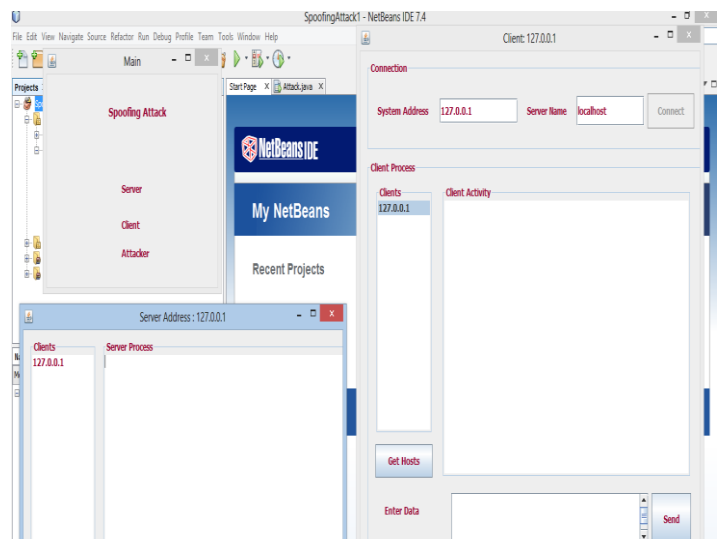 SpoofingAttack1 - NetBeans IDE 7.4
File Edit View Navigate Source Refactor Run Debug Profile Team Tools Window Help
Main
Projects
Spoofing Attack
Server
Client
Attacker
Start Page X Attack.java X
NetBeans IDE
My NetBeans
Recent Projects
Client: 127.0.0.1
Connection
System Address 127.0.0.1 Server Name localhost Connect
Client Process
Clients Client Activity
127.0.0.1
Get Hosts
Enter Data Send
Server Address : 127.0.0.1
Clients Server Process
127.0.0.1